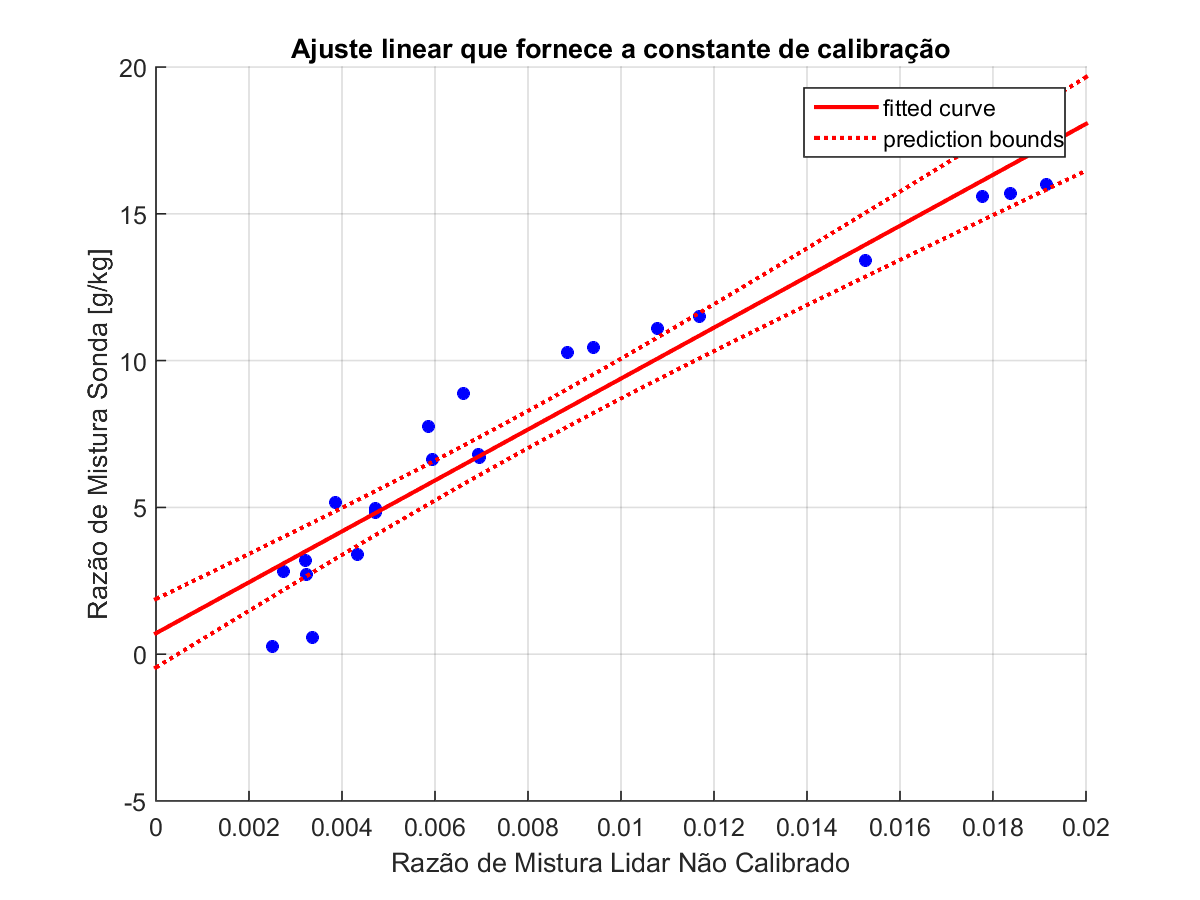 Ajuste linear que fornece a constante de calibração
fitted curve
prediction bounds
20
15
10
5
0
-5
Razão de Mistura Sonda [g/kg]
0 0.002 0.004 0.006 0.008 0.01 0.012 0.014 0.016 0.018 0.02
Razão de Mistura Lidar Não Calibrado